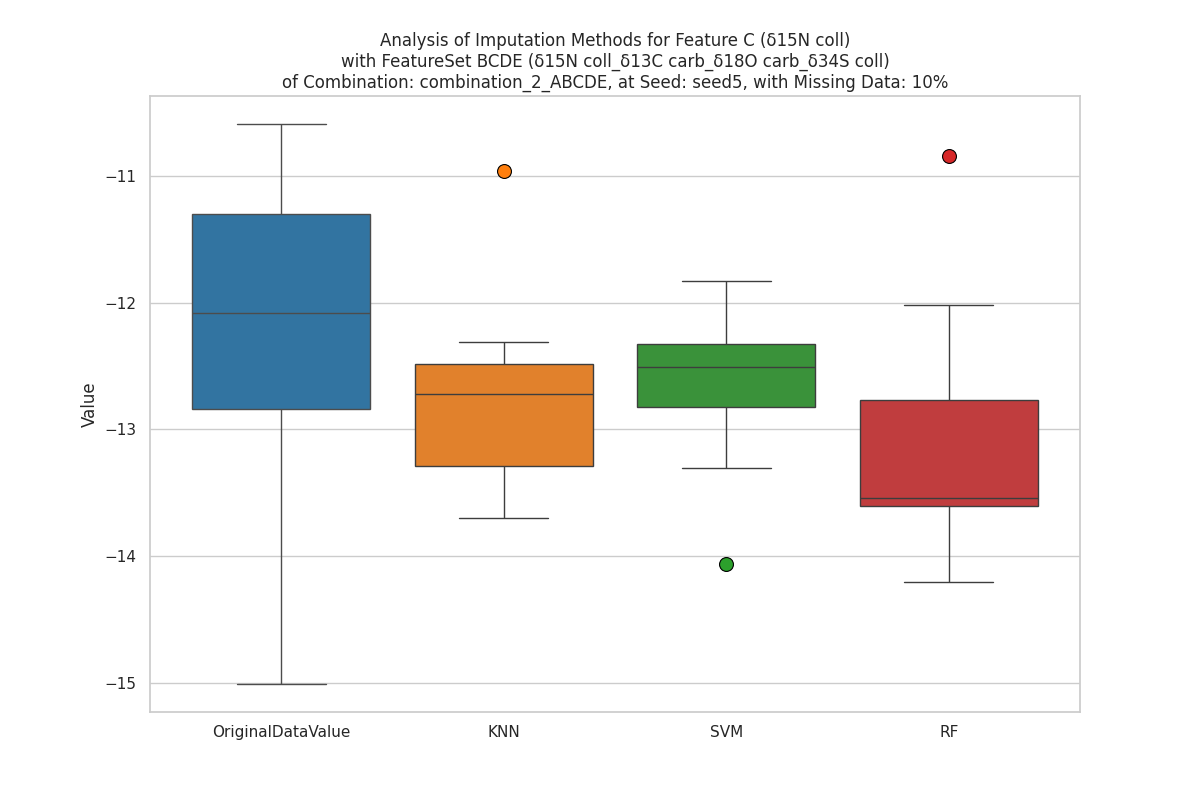 Analysis of Imputation Methods for Feature C (δ15N coll)
with FeatureSet BCDE (δ15N coll_δ13C carb_δ18O carb_δ34S coll)
of Combination: combination_2_ABCDE, at Seed: seed5, with Missing Data: 10%
Value
−11
−12
−13
−14
−15
OriginalDataValue
KNN
SVM
RF